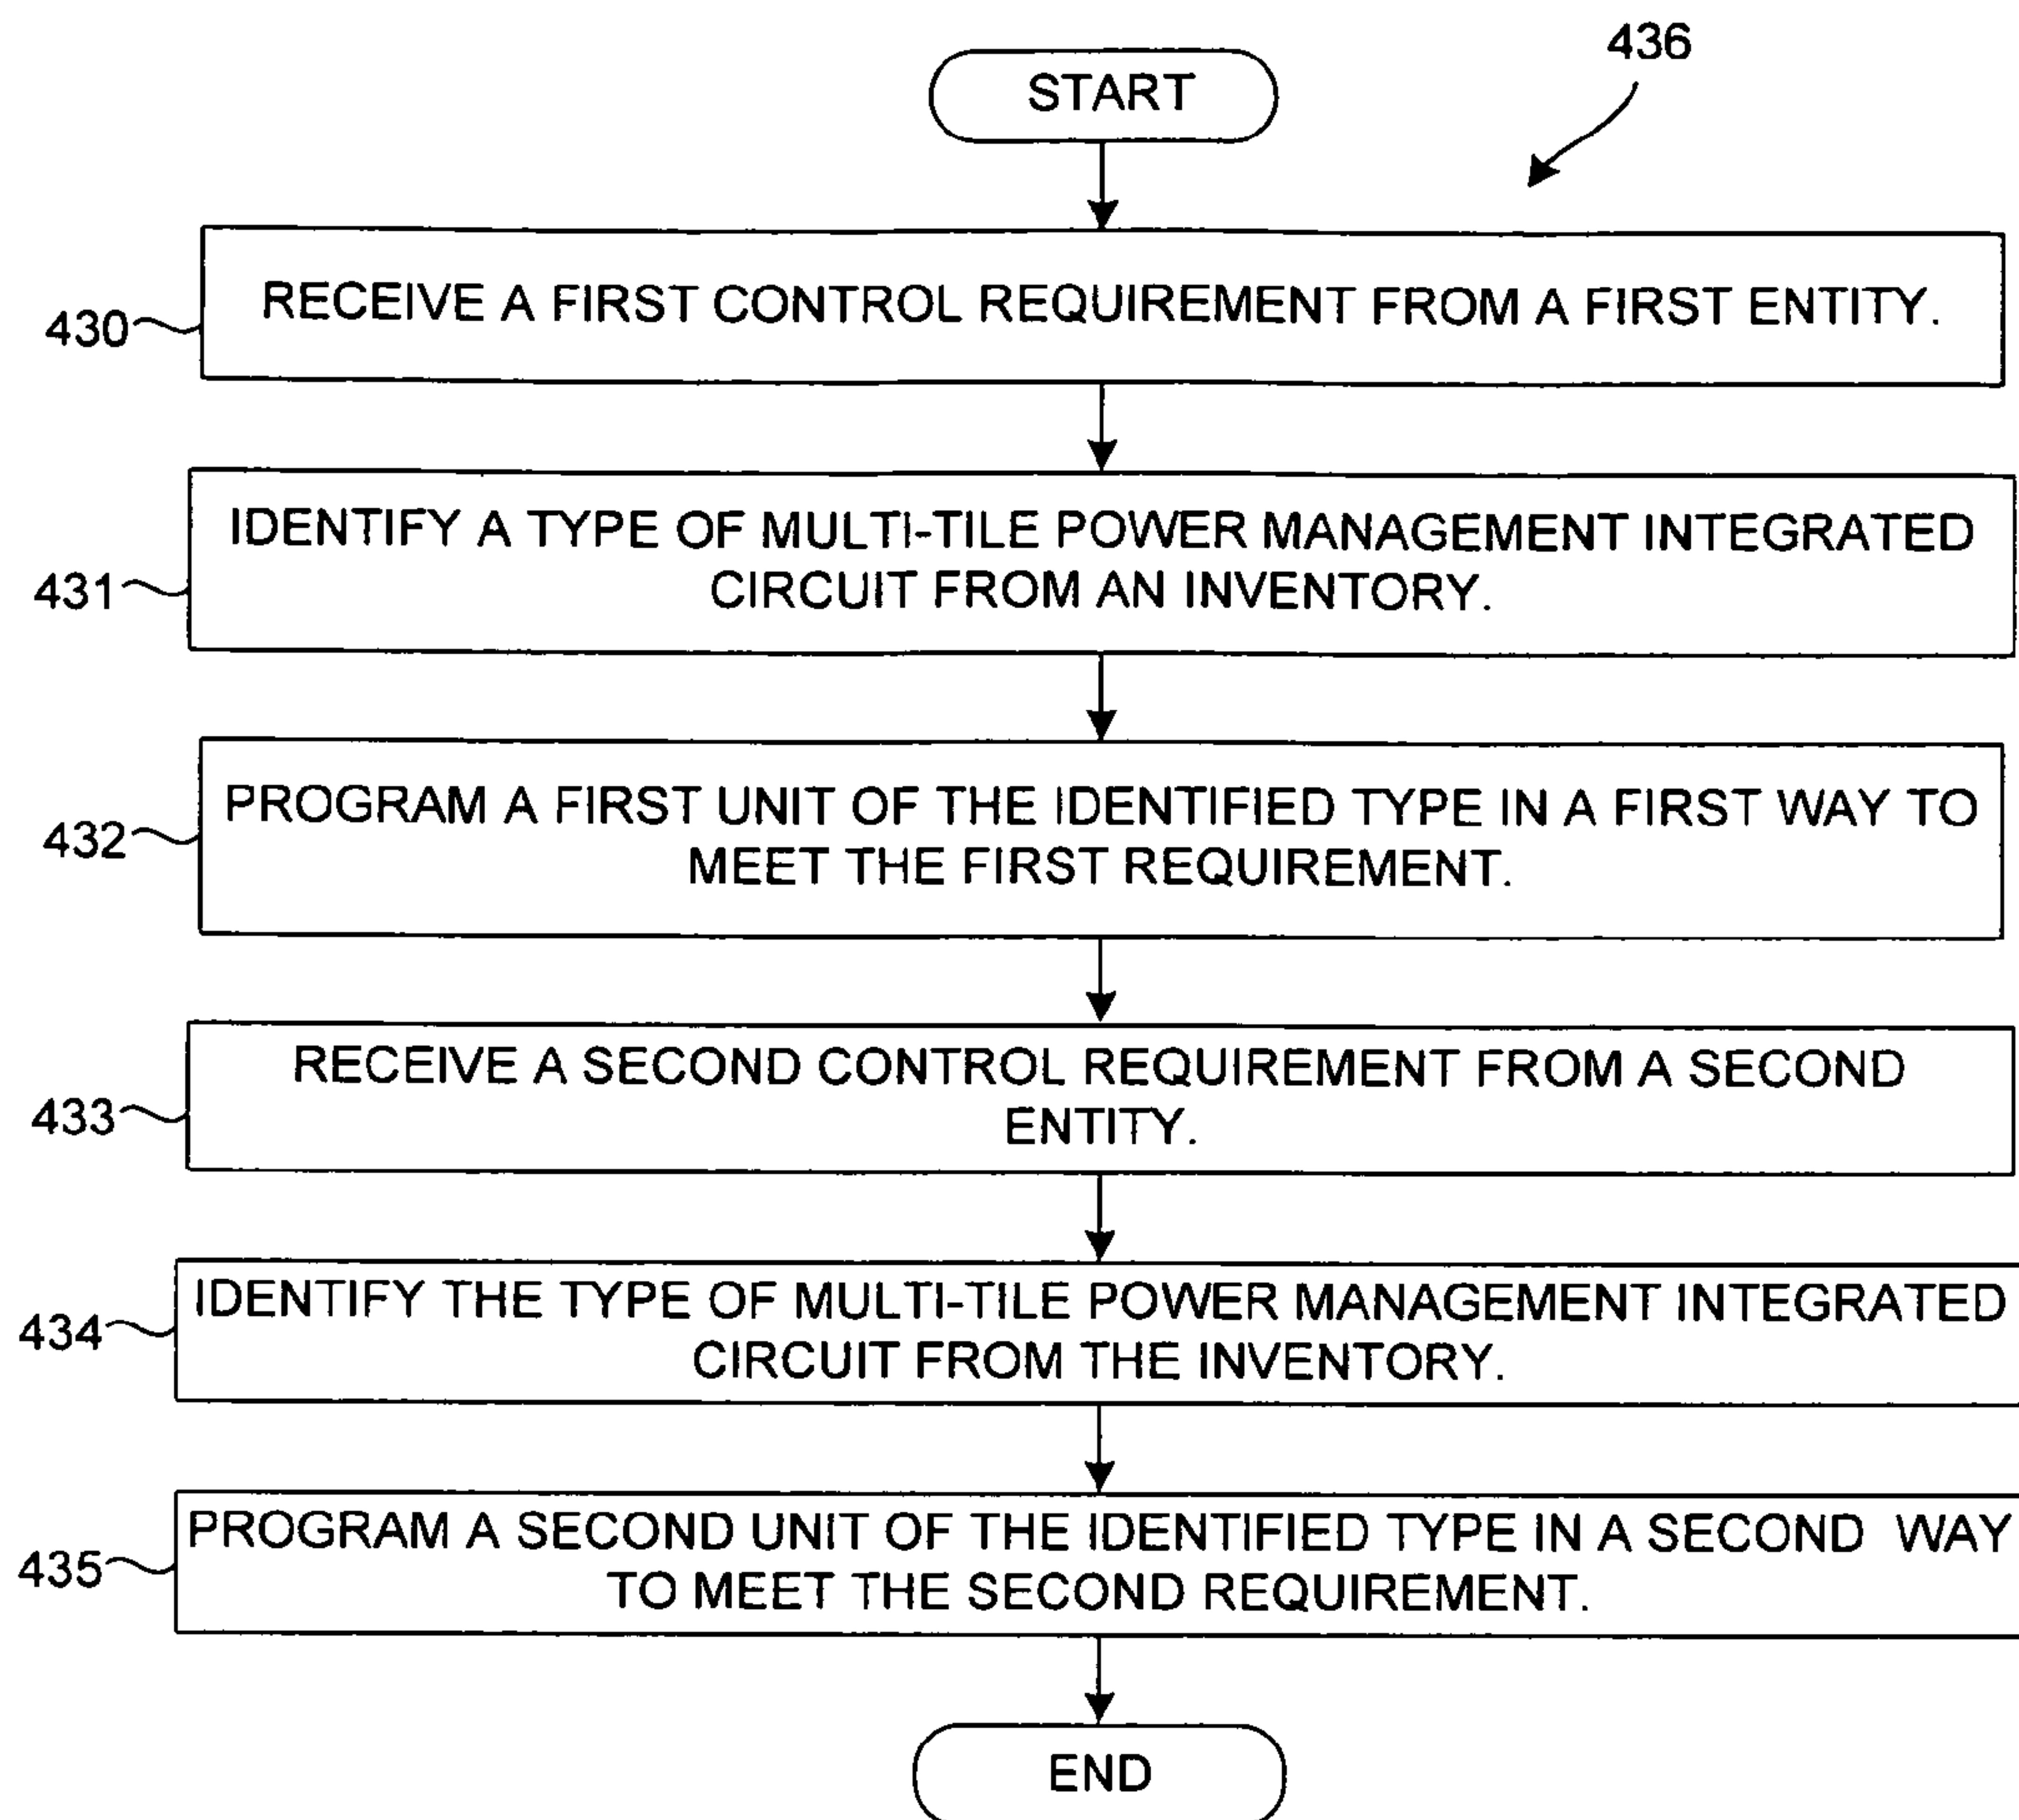 436
START
430
RECEIVE A FIRST CONTROL REQUIREMENT FROM A FIRST ENTITY.
431
IDENTIFY A TYPE OF MULTI-TILE POWER MANAGEMENT INTEGRATED
CIRCUIT FROM AN INVENTORY.
432
PROGRAM A FIRST UNIT OF THE IDENTIFIED TYPE IN A FIRST WAY TO
MEET THE FIRST REQUIREMENT.
433
RECEIVE A SECOND CONTROL REQUIREMENT FROM A SECOND
ENTITY.
434
IDENTIFY THE TYPE OF MULTI-TILE POWER MANAGEMENT INTEGRATED
CIRCUIT FROM THE INVENTORY.
435
PROGRAM A SECOND UNIT OF THE IDENTIFIED TYPE IN A SECOND WAY
TO MEET THE SECOND REQUIREMENT.
END